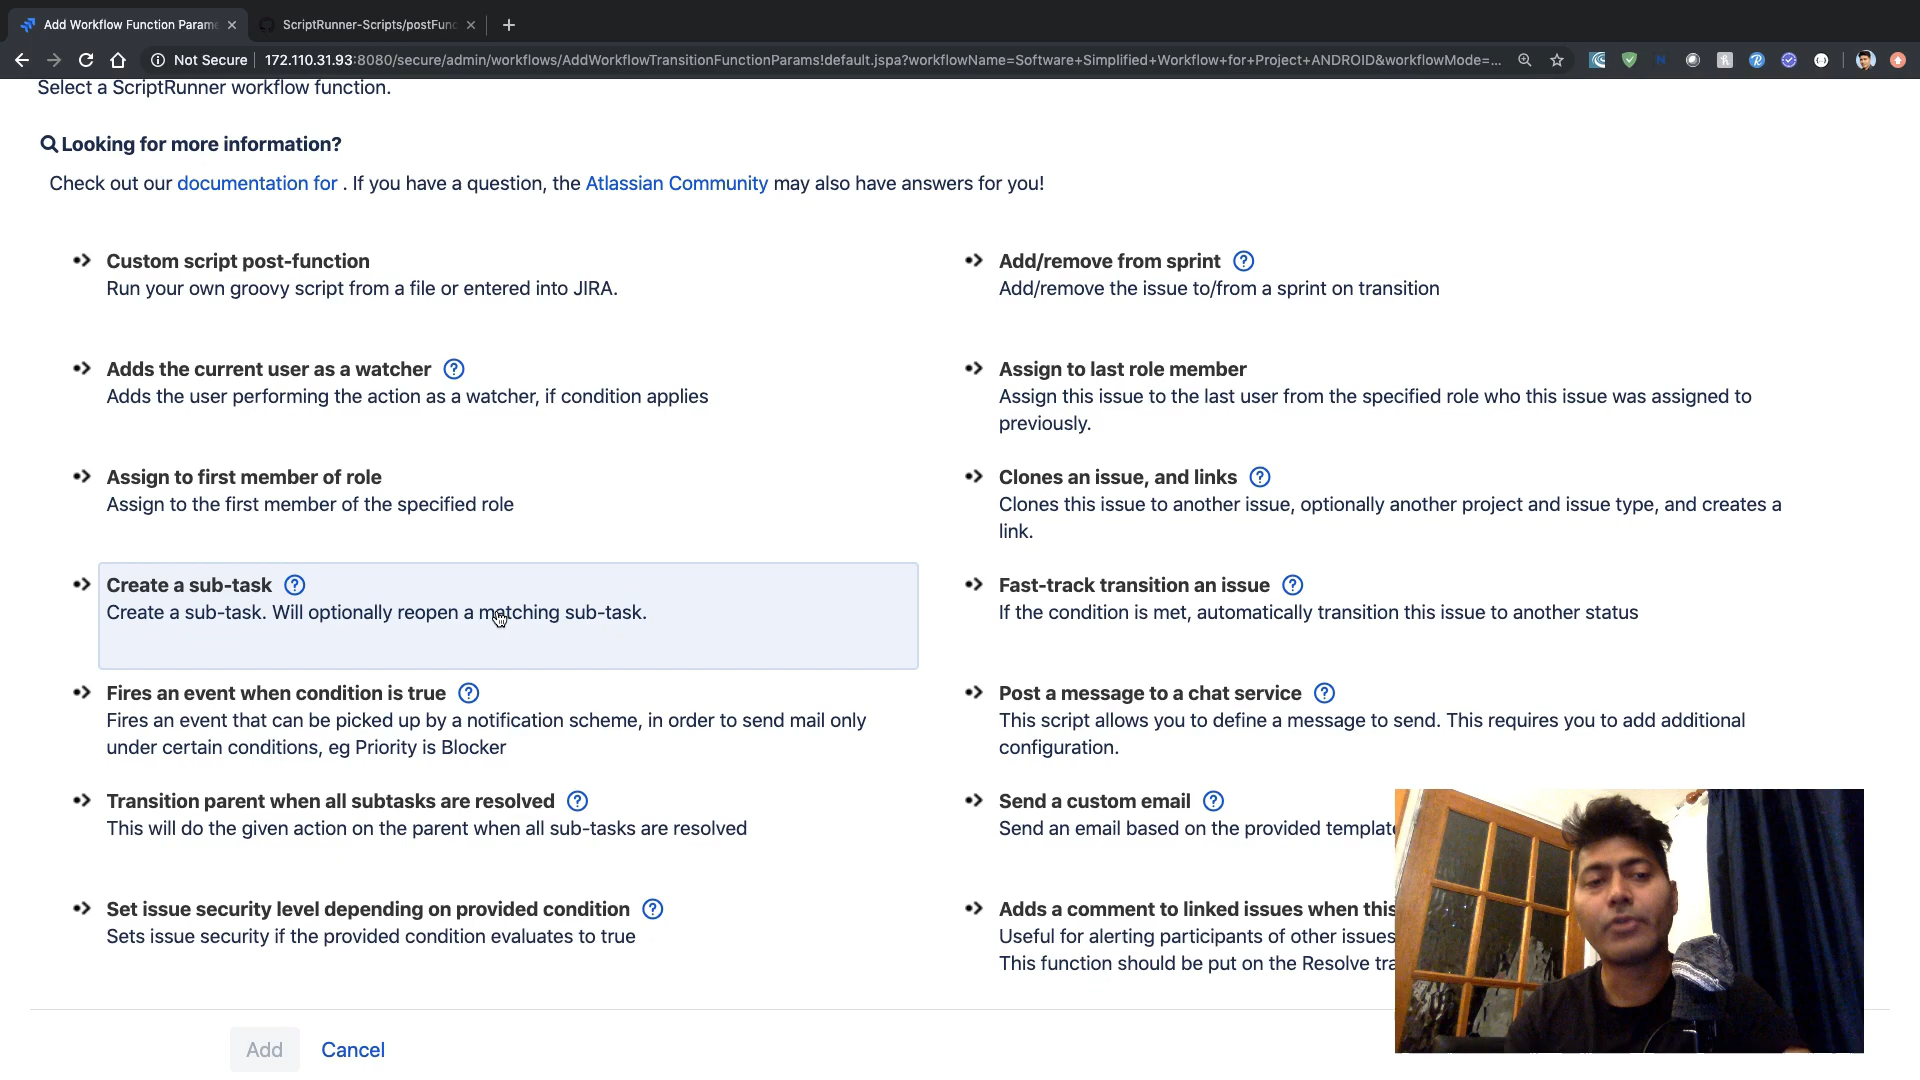 Add Workflow Function Param
ScriptRunner-Scripts/postFunc
Not Secure
172.110.31.93:8080/secure/admin/workflows/AddWorkflowTransitionFunctionParams!default.jspa?workflowName=Software+Simplified+Workflow+for+Project+ANDROID&workflowMode=...
Select a ScriptRunner workflow function.
Looking for more information?
Check out our documentation for . If you have a question, the Atlassian Community may also have answers for you!
Custom script post-function
Run your own groovy script from a file or entered into JIRA.
Add/remove from sprint ?
Add/remove the issue to/from a sprint on transition
Adds the current user as a watcher ?
Adds the user performing the action as a watcher, if condition applies
Assign to last role member
Assign this issue to the last user from the specified role who this issue was assigned to
previously.
Assign to first member of role
Assign to the first member of the specified role
Clones an issue, and links ?
Clones this issue to another issue, optionally another project and issue type, and creates a
link.
Create a sub-task ?
Create a sub-task. Will optionally reopen a matching sub-task.
Fast-track transition an issue ?
If the condition is met, automatically transition this issue to another status
Fires an event when condition is true ?
Fires an event that can be picked up by a notification scheme, in order to send mail only
under certain conditions, eg Priority is Blocker
Post a message to a chat service ?
This script allows you to define a message to send. This requires you to add additional
configuration.
Transition parent when all subtasks are resolved ?
This will do the given action on the parent when all sub-tasks are resolved
Send a custom email ?
Send an email based on the provided template
Set issue security level depending on provided condition ?
Sets issue security if the provided condition evaluates to true
Adds a comment to linked issues when this
Useful for alerting participants of other issues
This function should be put on the Resolve tra
Add
Cancel